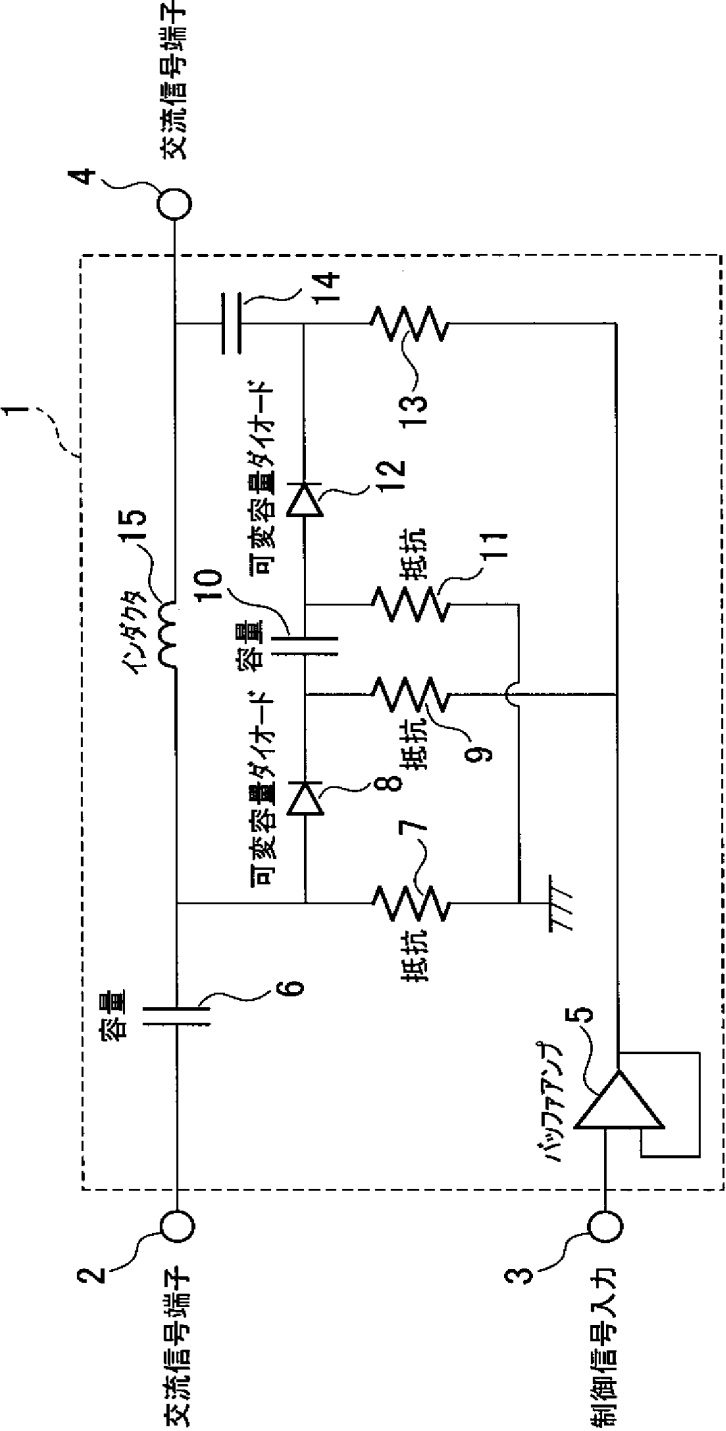 1
交流信号端子
2
容量
6
インダクタ
15
4
交流信号端子
可変容量ダイオード
8
容量
10
可変容量ダイオード
12
14
抵抗
7
抵抗
9
抵抗
11
13
制御信号入力
3
バッファアンプ
5